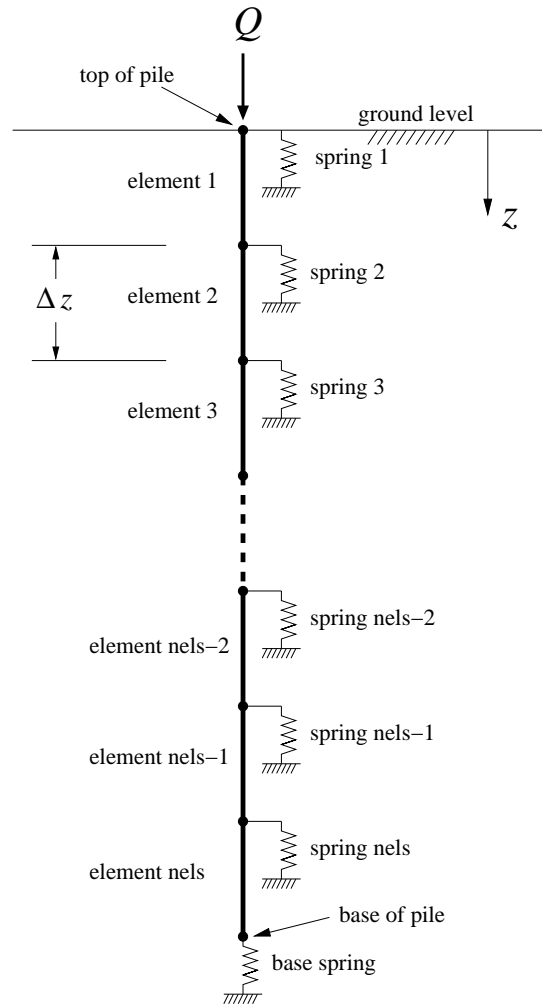 Q
top of pile
ground level
spring 1
element 1
z
spring 2
Δ z
element 2
spring 3
element 3
spring nels−2
element nels−2
spring nels−1
element nels−1
spring nels
element nels
base of pile
base spring